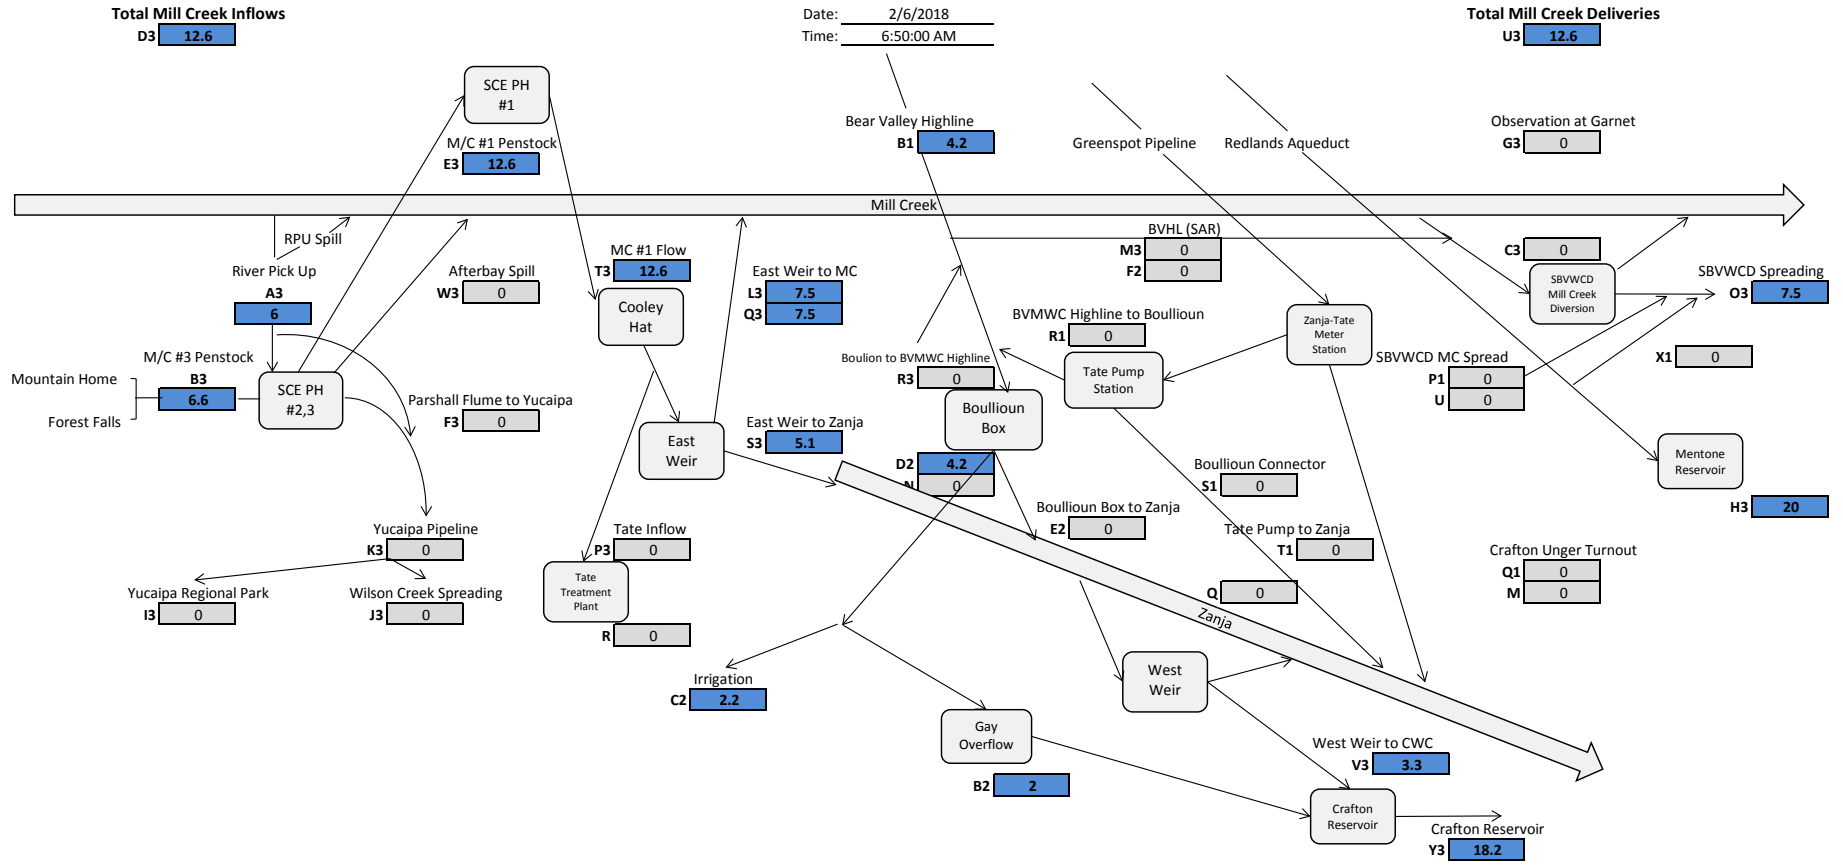 Total Mill Creek Inflows
D3 12.6
Date: 2/6/2018
Time: 6:50:00 AM
Total Mill Creek Deliveries
U3 12.6
SCE PH
#1
M/C #1 Penstock
E3 12.6
Bear Valley Highline
B1 4.2
Greenspot Pipeline
Redlands Aqueduct
Observation at Garnet
G3 0
Mill Creek
RPU Spill
River Pick Up
A3
6
Afterbay Spill
W3 0
MC #1 Flow
T3 12.6
Cooley
Hat
East Weir to MC
L3 7.5
Q3 7.5
BVHL (SAR)
M3 0
F2 0
C3 0
SBVWCD
Mill Creek
Diversion
SBVWCD Spreading
O3 7.5
BVMWC Highline to Boullioun
R1 0
Zanja-Tate
Meter
Station
Boulion to BVMWC Highline
R3 0
Tate Pump
Station
SBVWCD MC Spread
P1 0
U 0
X1 0
Mountain Home
Forest Falls
M/C #3 Penstock
B3
6.6
SCE PH
#2,3
Parshall Flume to Yucaipa
F3 0
East
Weir
East Weir to Zanja
S3 5.1
Boullioun
Box
D2 4.2
N 0
Boullioun Connector
S1 0
Mentone
Reservoir
H3 20
Boullioun Box to Zanja
E2 0
Tate Pump to Zanja
T1 0
Yucaipa Pipeline
K3 0
Tate Inflow
P3 0
Tate
Treatment
Plant
R 0
Crafton Unger Turnout
Q1 0
M 0
Yucaipa Regional Park
I3 0
Wilson Creek Spreading
J3 0
Q 0
Zanja
Irrigation
C2 2.2
West
Weir
Gay
Overflow
B2 2
West Weir to CWC
V3 3.3
Crafton
Reservoir
Crafton Reservoir
Y3 18.2